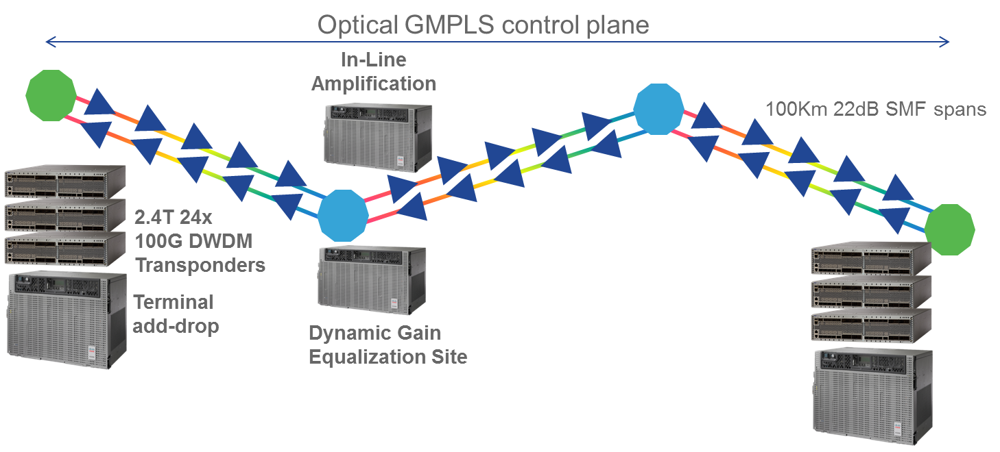 Optical GMPLS control plane
In-Line
Amplification
100Km 22dB SMF spans
2.4T 24x
100G DWDM
Transponders
Terminal
add-drop
Dynamic Gain
Equalization Site